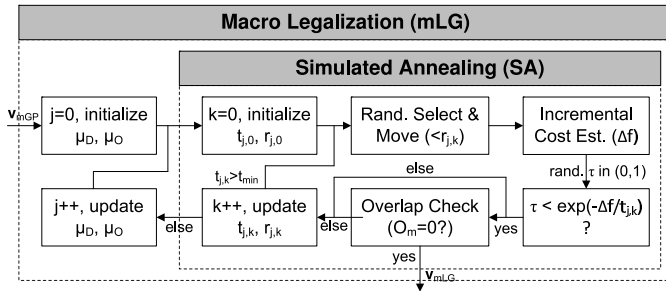 Macro Legalization (mLG)
Simulated Annealing (SA)
v_mGP
j=0, initialize
μ_D, μ_O
k=0, initialize
t_j,0, r_j,0
Rand. Select &
Move (<r_j,k)
Incremental
Cost Est. (Δf)
t_j,k>t_min
else
rand. τ in (0,1)
j++, update
μ_D, μ_O
else
k++, update
t_j,k, r_j,k
else
Overlap Check
(O_m=0?)
yes
τ < exp(-Δf/t_j,k)
?
yes
v_mLG